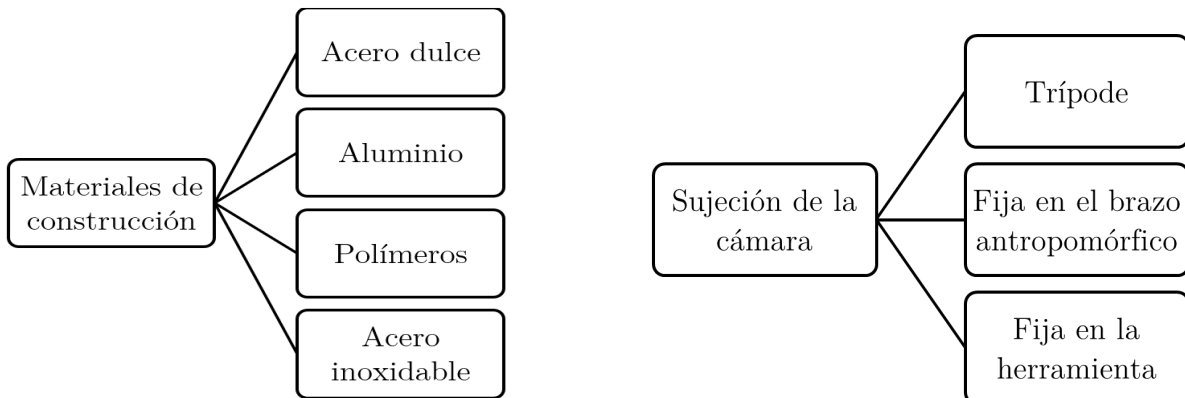 Materiales de
construcción
Acero dulce
Aluminio
Polímeros
Acero
inoxidable
Sujeción de la
cámara
Trípode
Fija en el brazo
antropomórfico
Fija en la
herramienta